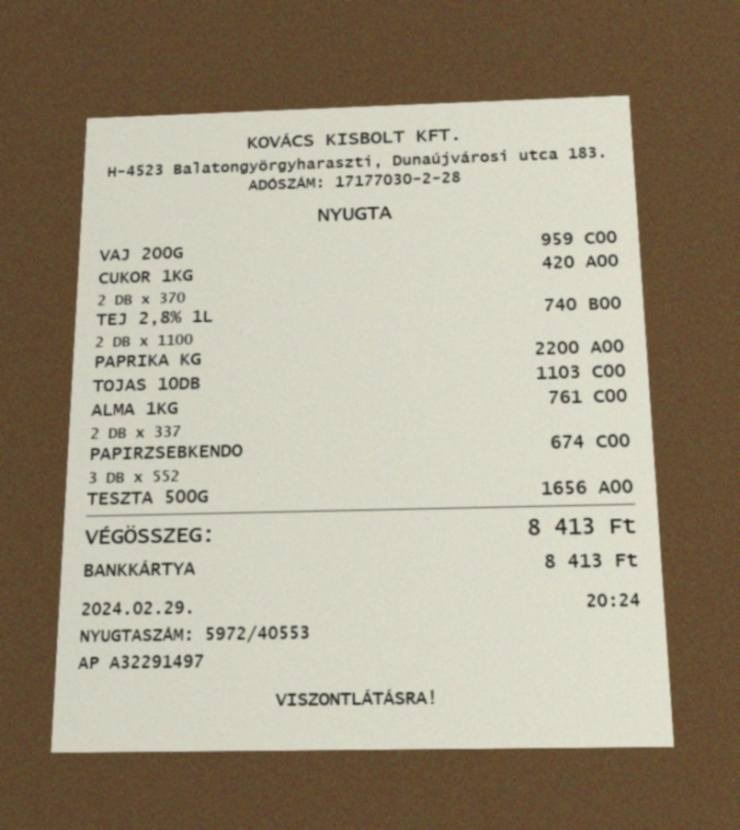 KOVÁCS KISBOLT KFT.
H-4523 Balatongyörgyharaszti, Dunaújvárosi utca 183.
ADÓSZÁM: 17177030-2-28
NYUGTA
VAJ 200G 959 C00
CUKOR 1KG 420 A00
2 DB x 370
TEJ 2,8% 1L 740 B00
2 DB x 1100
PAPRIKA KG 2200 A00
TOJAS 10DB 1103 C00
ALMA 1KG 761 C00
2 DB x 337
PAPIRZSEBKENDO 674 C00
3 DB x 552
TESZTA 500G 1656 A00
VÉGÖSSZEG: 8 413 Ft
BANKKÁRTYA 8 413 Ft
2024.02.29. 20:24
NYUGTASZÁM: 5972/40553
AP A32291497
VISZONTLÁTÁSRA!